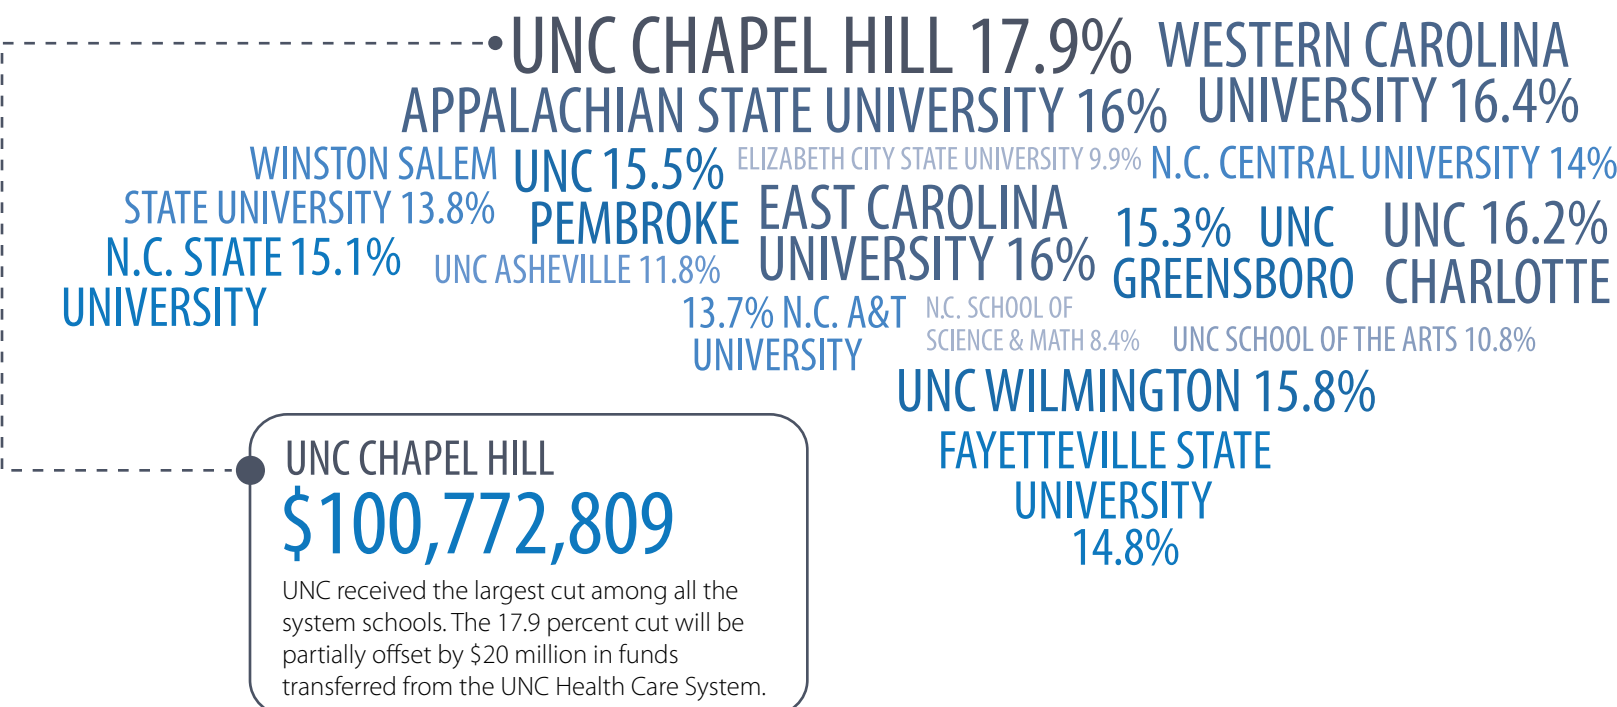 UNC CHAPEL HILL 17.9%
WESTERN CAROLINA
UNIVERSITY 16.4%
APPALACHIAN STATE UNIVERSITY 16%
WINSTON SALEM
STATE UNIVERSITY 13.8%
UNC 15.5%
PEMBROKE
ELIZABETH CITY STATE UNIVERSITY 9.9%
N.C. CENTRAL UNIVERSITY 14%
EAST CAROLINA
UNIVERSITY 16%
15.3% UNC
GREENSBORO
UNC 16.2%
CHARLOTTE
N.C. STATE 15.1%
UNIVERSITY
UNC ASHEVILLE 11.8%
13.7% N.C. A&T
UNIVERSITY
N.C. SCHOOL OF
SCIENCE & MATH 8.4%
UNC SCHOOL OF THE ARTS 10.8%
UNC WILMINGTON 15.8%
FAYETTEVILLE STATE
UNIVERSITY
14.8%
UNC CHAPEL HILL
$100,772,809
UNC received the largest cut among all the
system schools. The 17.9 percent cut will be
partially offset by $20 million in funds
transferred from the UNC Health Care System.